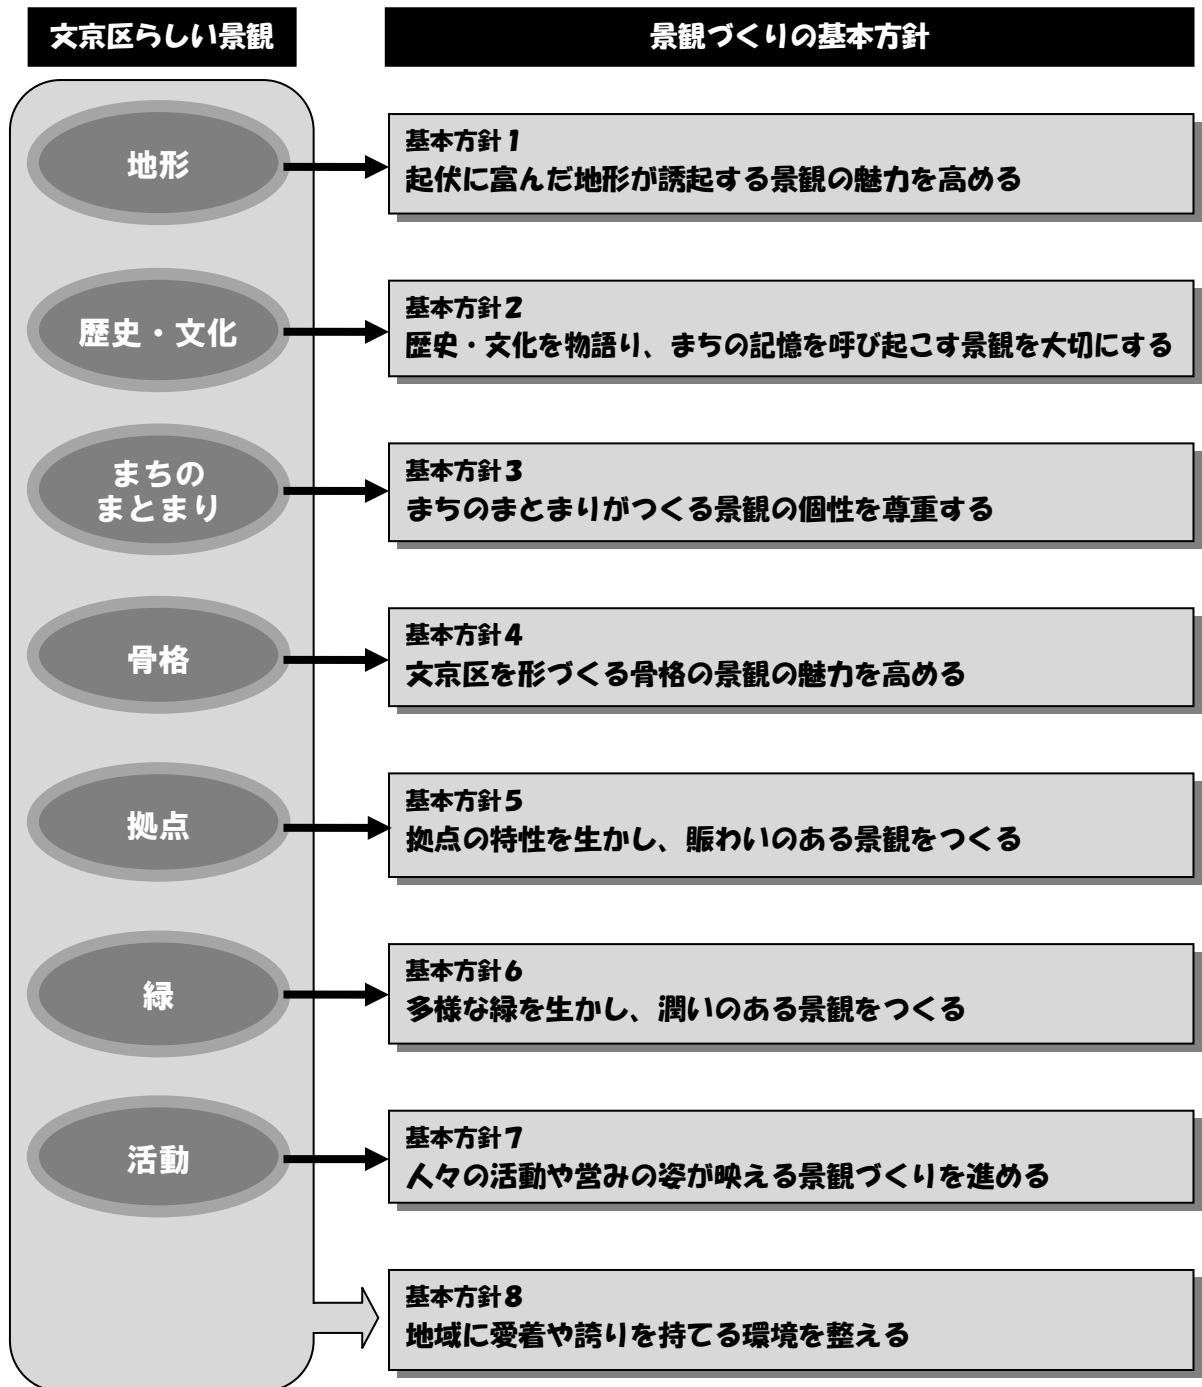 文京区らしい景観
景観づくりの基本方針
地形
基本方針1
起伏に富んだ地形が誘起する景観の魅力を高める
歴史・文化
基本方針2
歴史・文化を物語り、まちの記憶を呼び起こす景観を大切にする
まちの
まとまり
基本方針3
まちのまとまりがつくる景観の個性を尊重する
骨格
基本方針4
文京区を形づくる骨格の景観の魅力を高める
拠点
基本方針5
拠点の特性を生かし、賑わいのある景観をつくる
緑
基本方針6
多様な緑を生かし、潤いのある景観をつくる
活動
基本方針7
人々の活動や営みの姿が映える景観づくりを進める
基本方針8
地域に愛着や誇りを持てる環境を整える